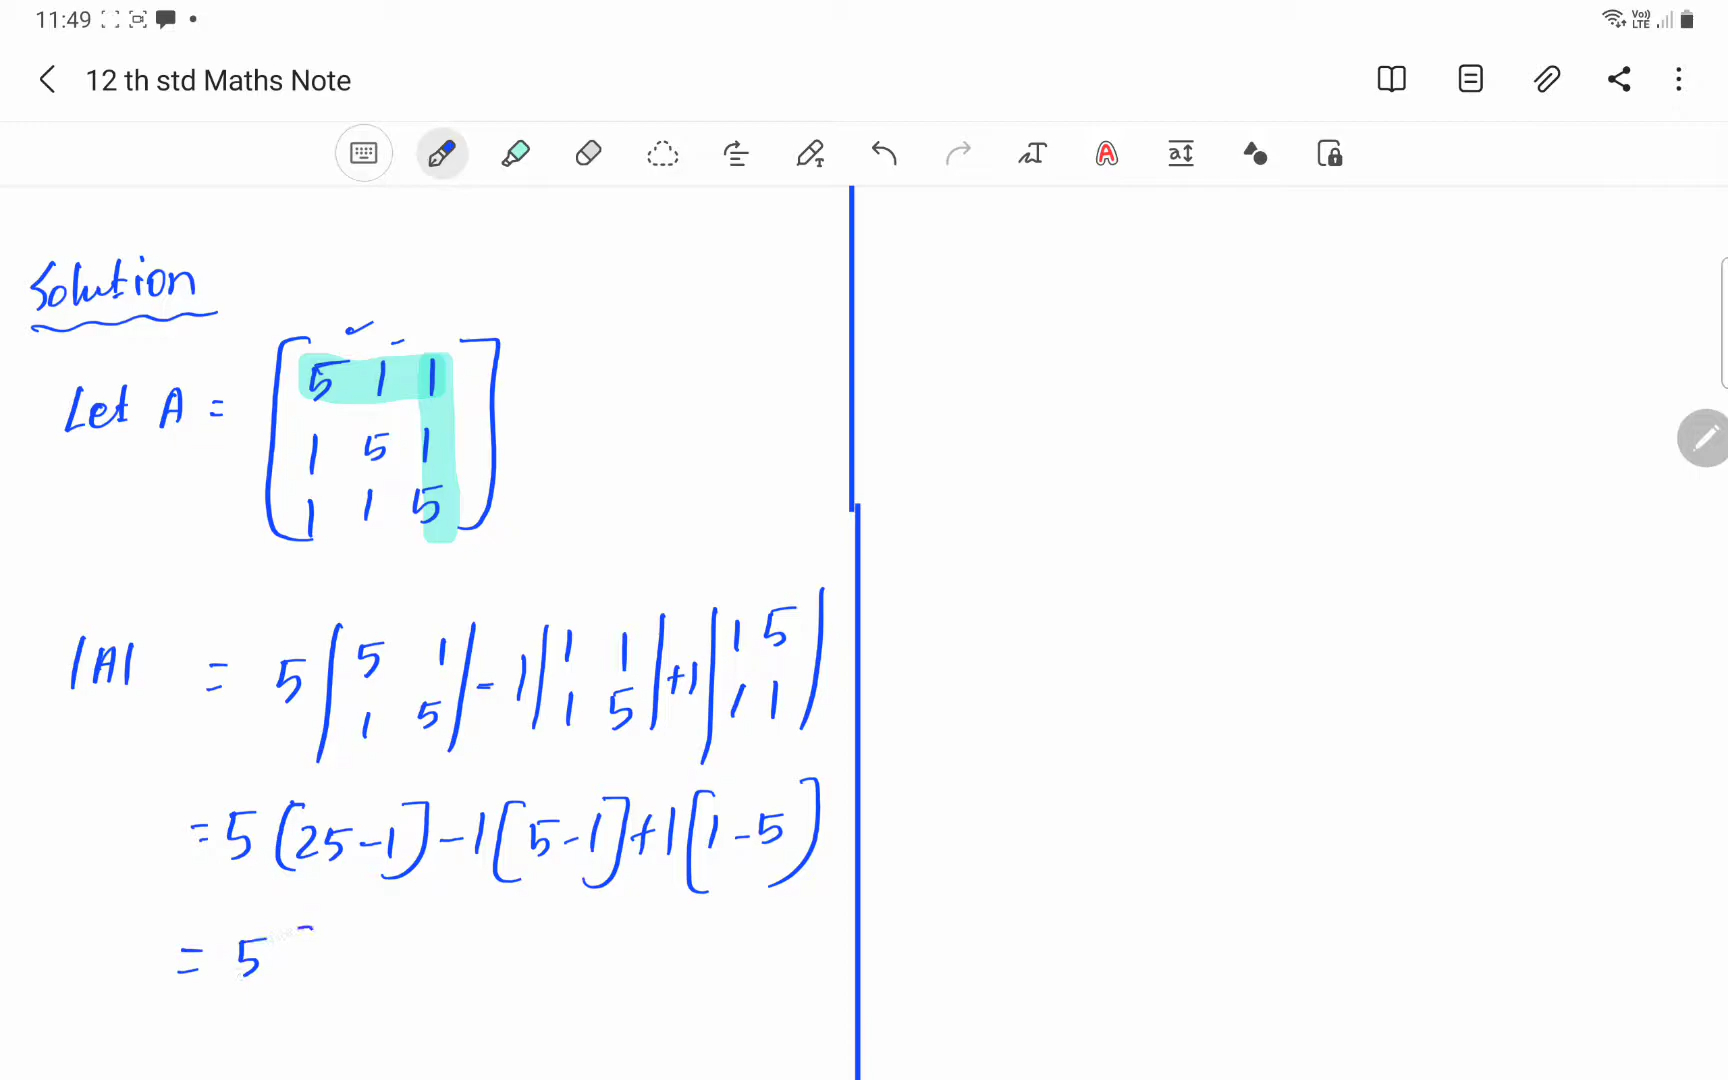 11:49
Vo)) LTE
12 th std Maths Note
Solution
Let A = [5 1 1
1 5 1
1 1 5]
|A| = 5 |5 1 1 5| - 1 |1 1 1 5| +1 |1 5 1 1|
= 5 [25-1] - 1 [5-1] + 1 [1-5]
= 5